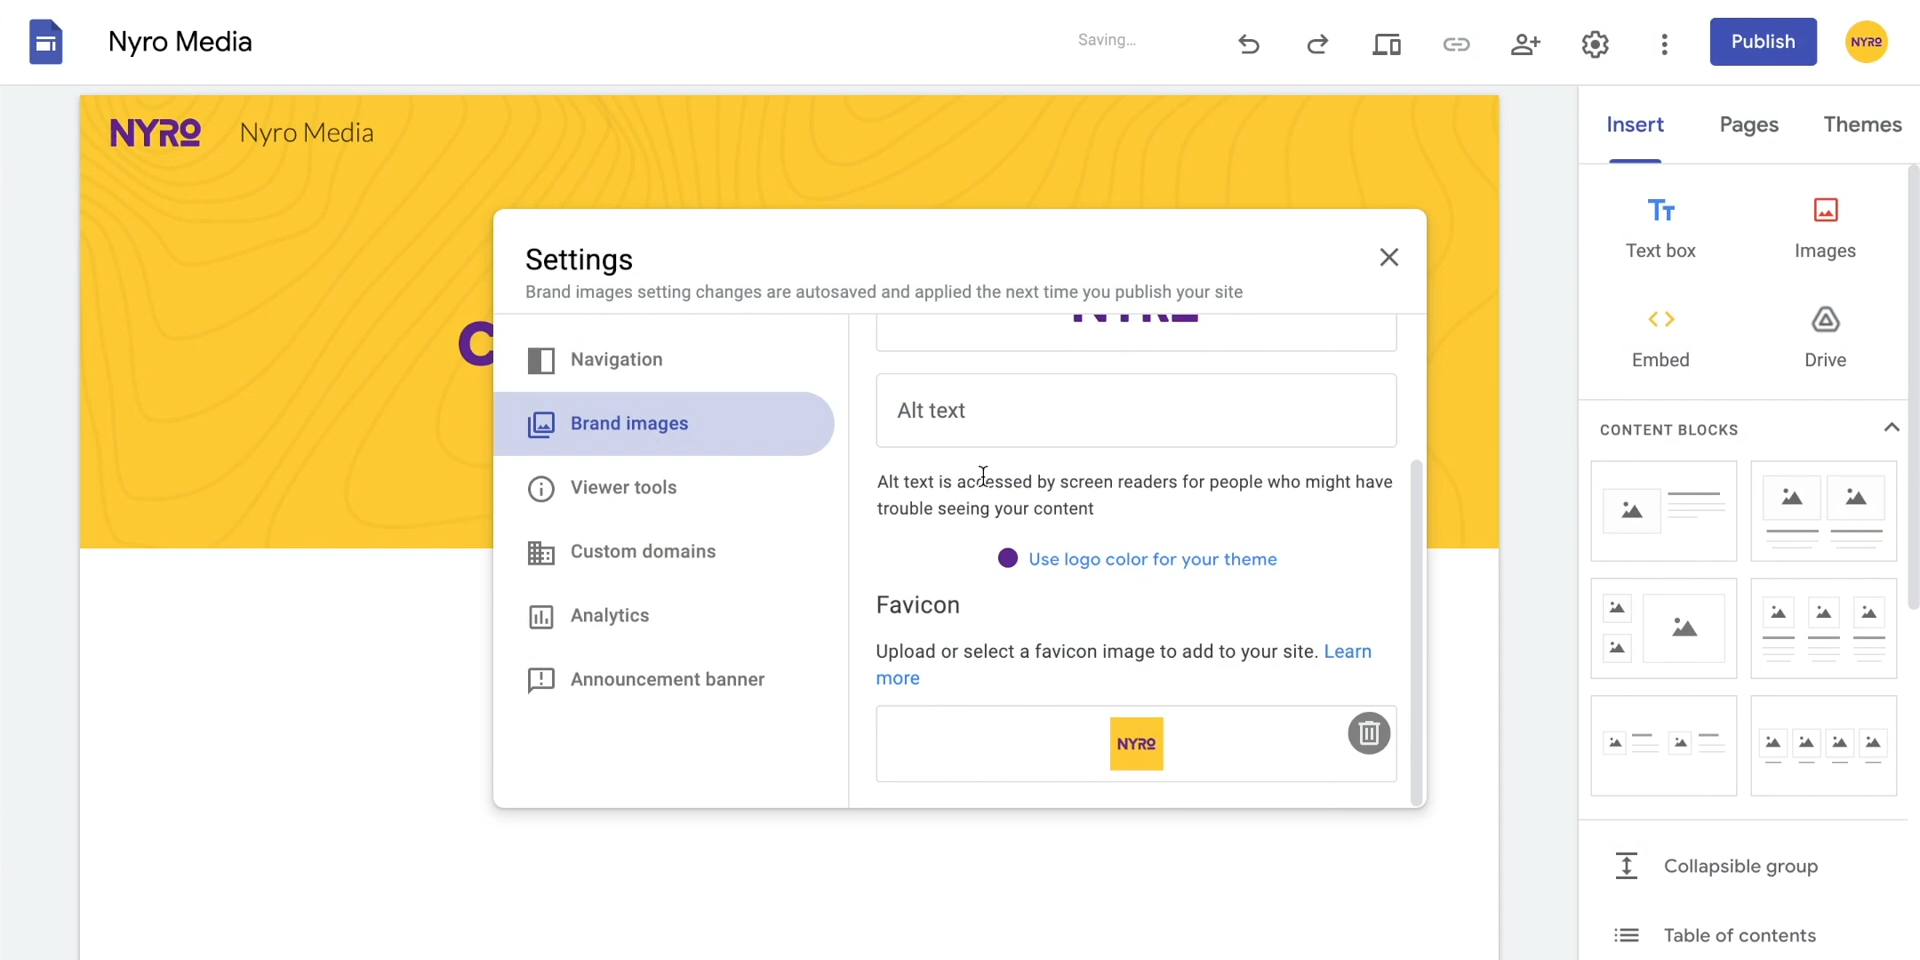 Nyro Media
Saving...
Publish
NYRO
NYRO Nyro Media
C
Settings
Brand images setting changes are autosaved and applied the next time you publish your site
Navigation
Brand images
Viewer tools
Custom domains
Analytics
Announcement banner
NYRO
Alt text
Alt text is accessed by screen readers for people who might have
trouble seeing your content
Use logo color for your theme
Favicon
Upload or select a favicon image to add to your site. Learn
more
NYRO
Insert Pages Themes
Text box Images
Embed Drive
CONTENT BLOCKS
Collapsible group
Table of contents